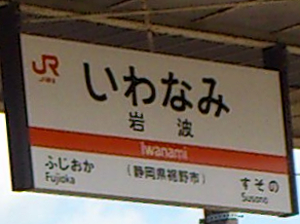 JR
いわなみ
岩波
Iwanami
ふじおか
Fujioka
(静岡県裾野市)
すその
Susono